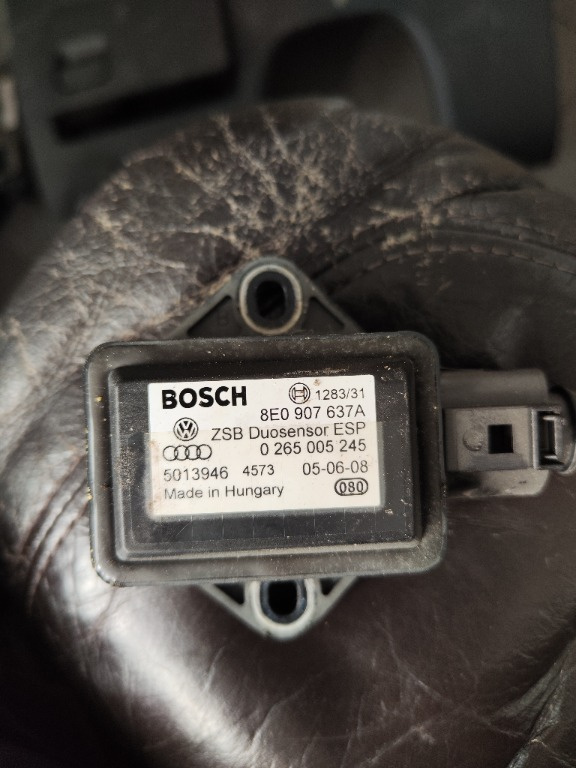 BOSCH 1283/31
8E0 907 637A
ZSB Duosensor ESP
0 265 005 245
5013946 4573 05-06-08
Made in Hungary 080